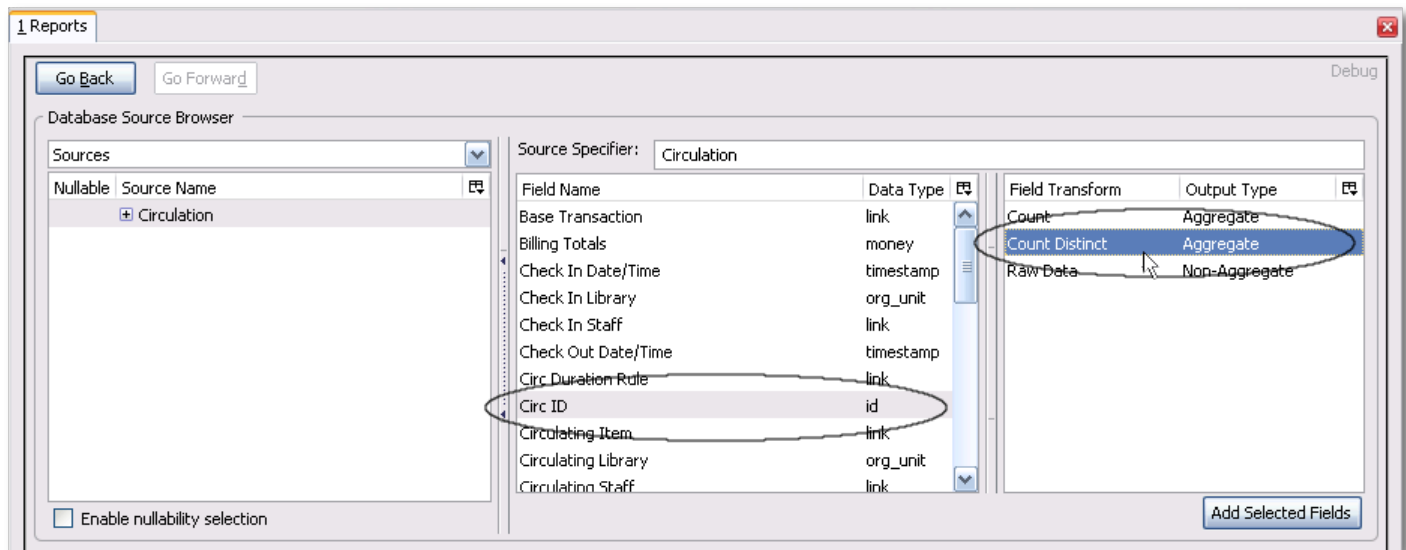 1 Reports
Go Back Go Forward Debug
Database Source Browser
Sources
Source Specifier: Circulation
Nullable Source Name
Circulation
Field Name Data Type
Base Transaction link
Billing Totals money
Check In Date/Time timestamp
Check In Library org_unit
Check In Staff link
Check Out Date/Time timestamp
Circ Duration Rule link
Circ ID id
Circulating Item link
Circulating Library org_unit
Circulating Staff link
Field Transform Output Type
Count Aggregate
Count Distinct Aggregate
Raw Data Non-Aggregate
Enable nullability selection
Add Selected Fields